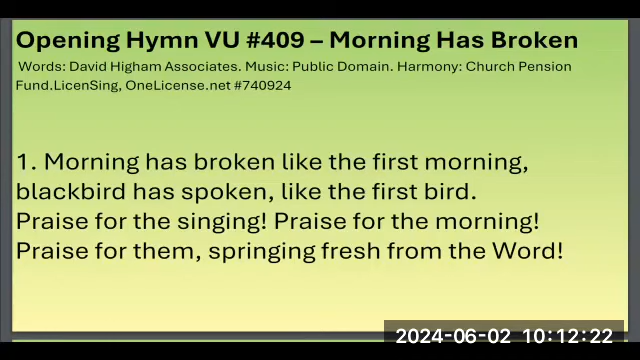 Opening Hymn VU #409 – Morning Has Broken
Words: David Higham Associates. Music: Public Domain. Harmony: Church Pension
Fund.LicenSing, OneLicense.net #740924
1. Morning has broken like the first morning,
blackbird has spoken, like the first bird.
Praise for the singing! Praise for the morning!
Praise for them, springing fresh from the Word!
2024-06-02 10:12:22